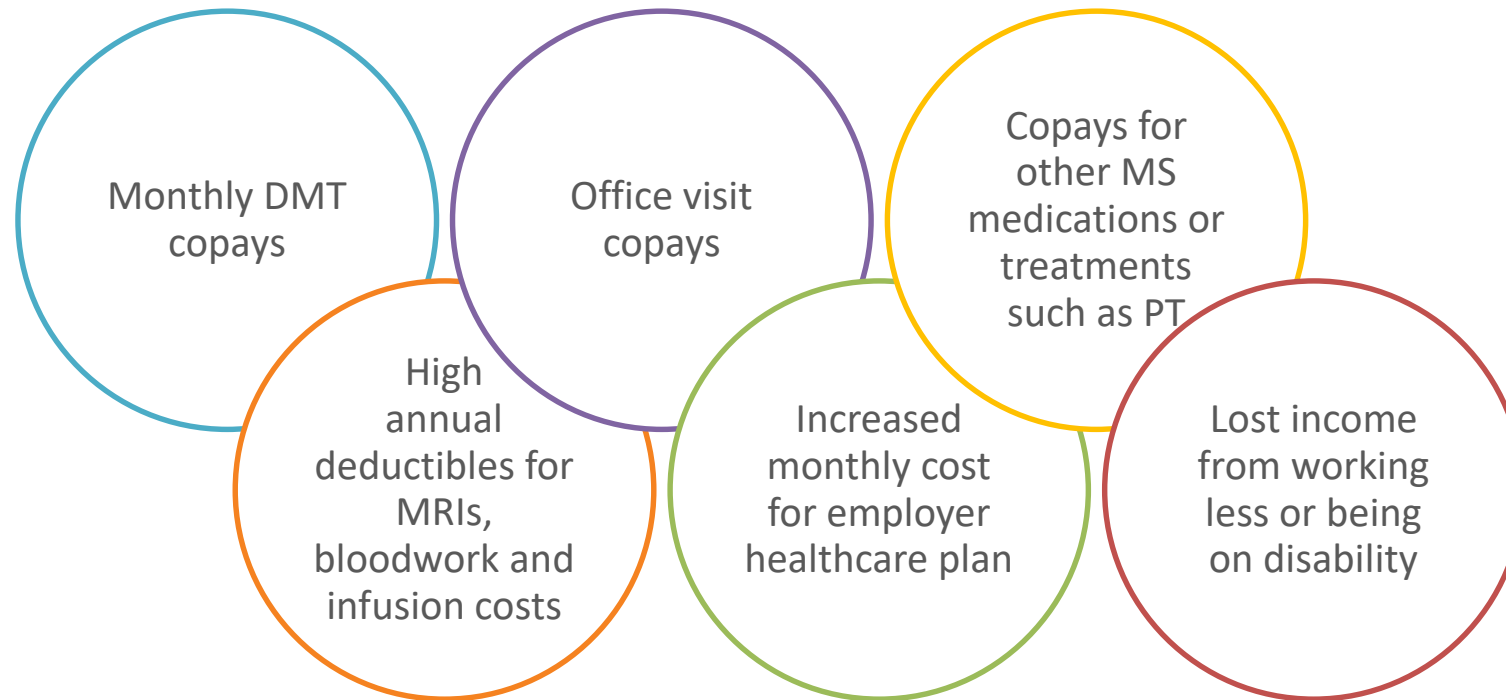 Monthly DMT
copays
High
annual
deductibles for
MRIs,
bloodwork and
infusion costs
Office visit
copays
Increased
monthly cost
for employer
healthcare plan
Copays for
other MS
medications or
treatments
such as PT
Lost income
from working
less or being
on disability